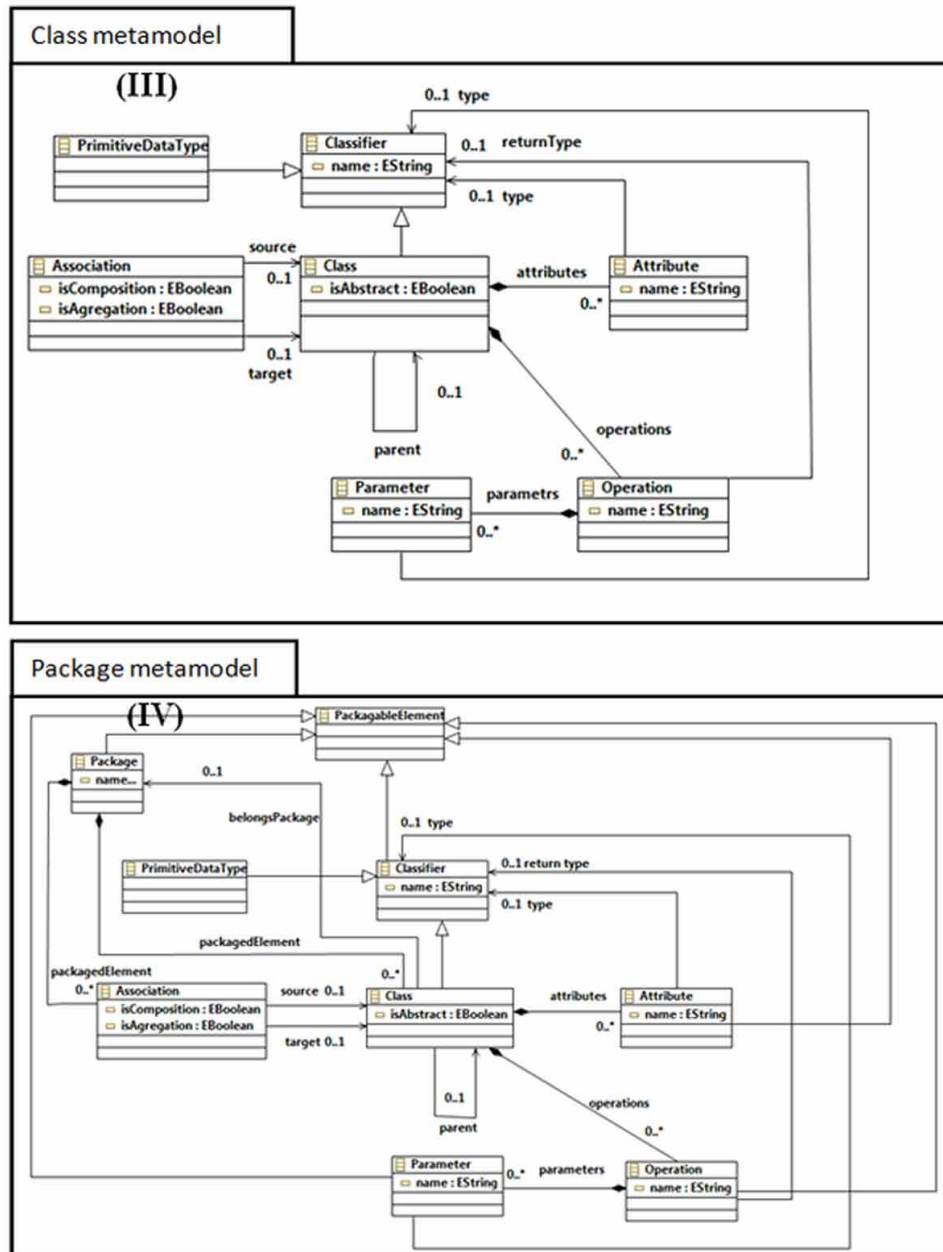 Class metamodel
(III)
0..1 type
PrimitiveDataType
Classifier
name : EString
0..1 returnType
0..1 type
Association
isComposition : EBoolean
isAgregation : EBoolean
source
0..1
0..1
target
Class
isAbstract : EBoolean
attributes
0..*
Attribute
name : EString
0..1
parent
operations
0..*
Parameter
name : EString
parametrs
0..*
Operation
name : EString
Package metamodel
(IV)
PackagableElement
Package
name...
0..1
belongsPackage
0..1 type
PrimitiveDataType
Classifier
name : EString
0..1 return type
0..1 type
packagedElement
packagedElement
0..*
0..*
Association
isComposition : EBoolean
isAgregation : EBoolean
source 0..1
target 0..1
Class
isAbstract : EBoolean
attributes
0..*
Attribute
name : EString
0..1
parent
operations
0..*
Parameter
name : EString
0..*
parameters
Operation
name : EString